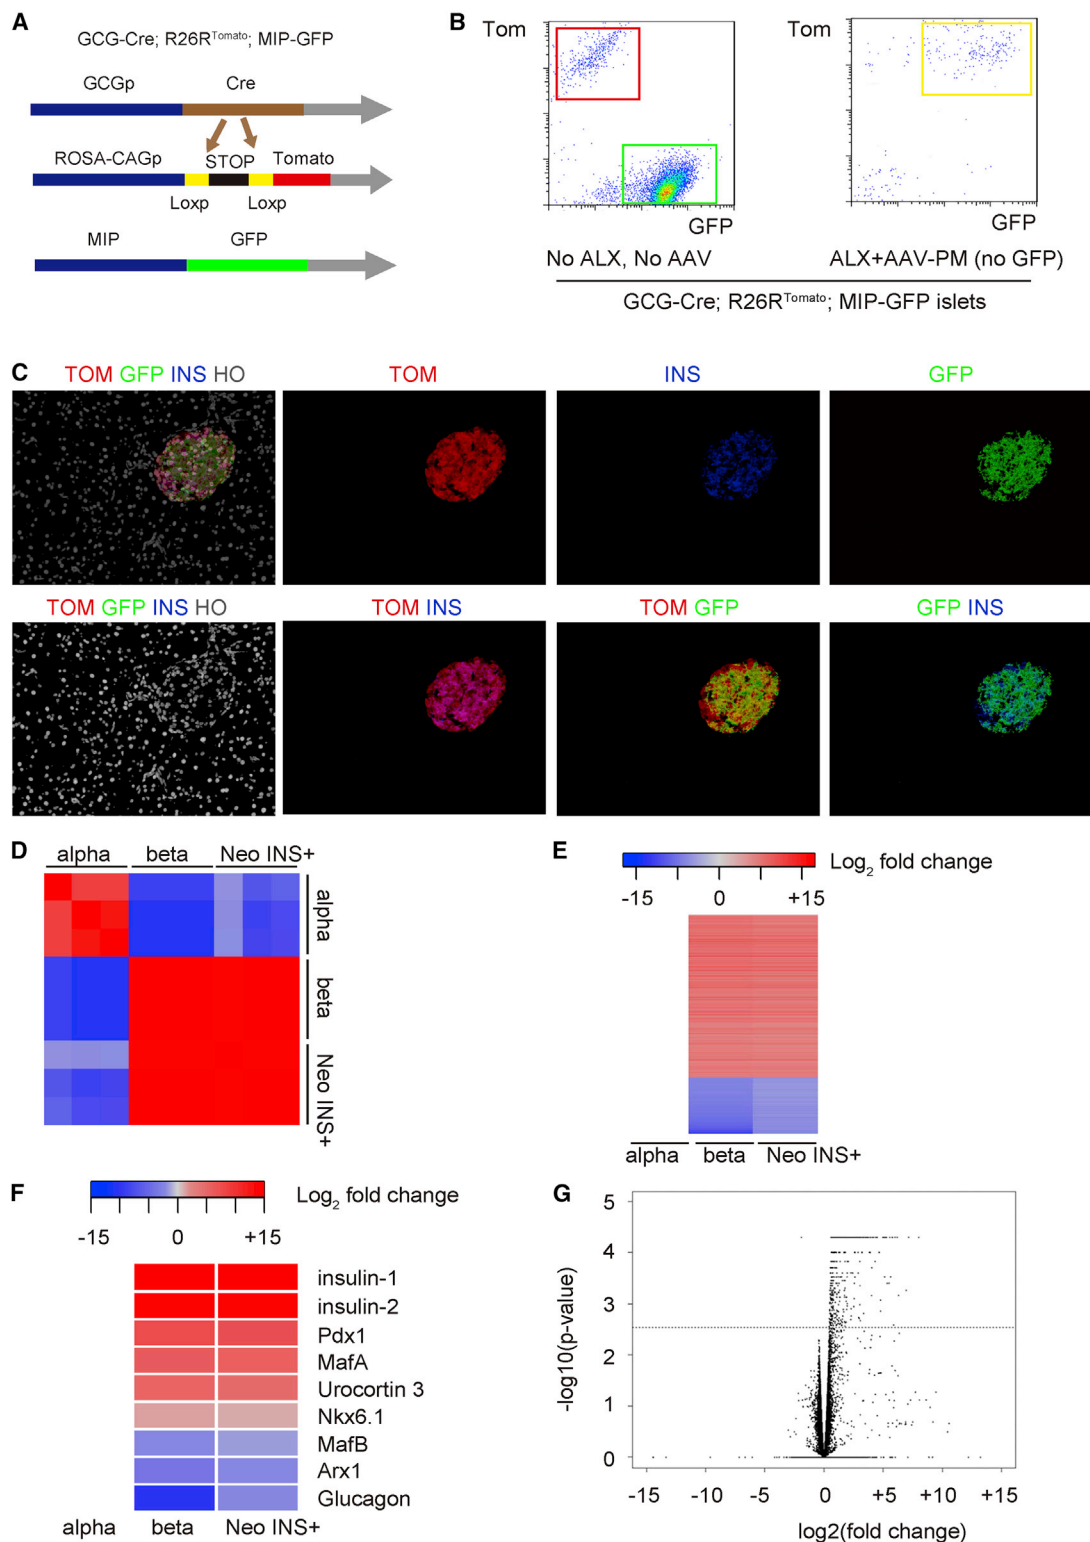 A
GCG-Cre; R26RTomato; MIP-GFP
GCGp Cre
ROSA-CAGp STOP Tomato
Loxp Loxp
MIP GFP
B
Tom
GFP
No ALX, No AAV
Tom
GFP
ALX+AAV-PM (no GFP)
GCG-Cre; R26RTomato; MIP-GFP islets
C
TOM GFP INS HO
TOM
INS
GFP
TOM GFP INS HO
TOM INS
TOM GFP
GFP INS
D
alpha beta Neo INS+
alpha
beta
Neo INS+
E
Log2 fold change
-15 0 +15
alpha beta Neo INS+
F
Log2 fold change
-15 0 +15
insulin-1
insulin-2
Pdx1
MafA
Urocortin 3
Nkx6.1
MafB
Arx1
Glucagon
alpha beta Neo INS+
G
-log10(p-value)
5
4
3
2
1
0
-15 -10 -5 0 +5 +10 +15
log2(fold change)